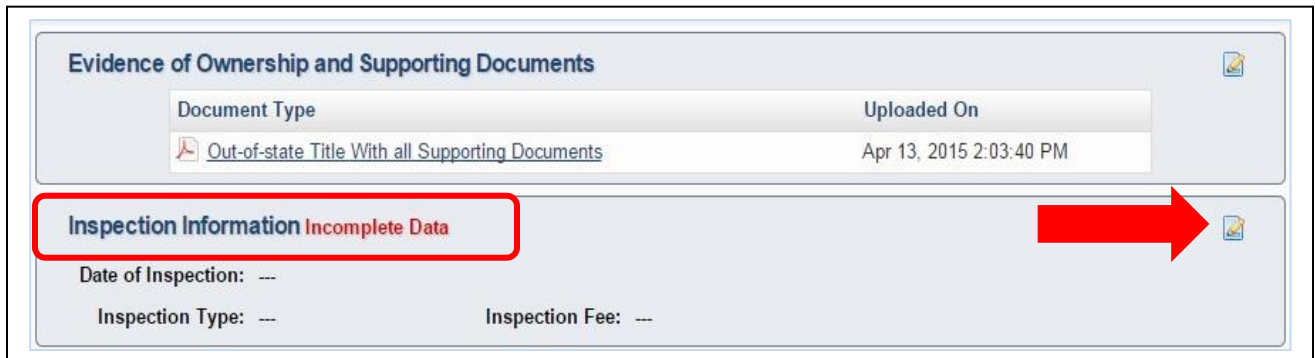 Evidence of Ownership and Supporting Documents
Document Type Uploaded On
Out-of-state Title With all Supporting Documents Apr 13, 2015 2:03:40 PM
Inspection Information Incomplete Data
Date of Inspection: ---
Inspection Type: --- Inspection Fee: ---